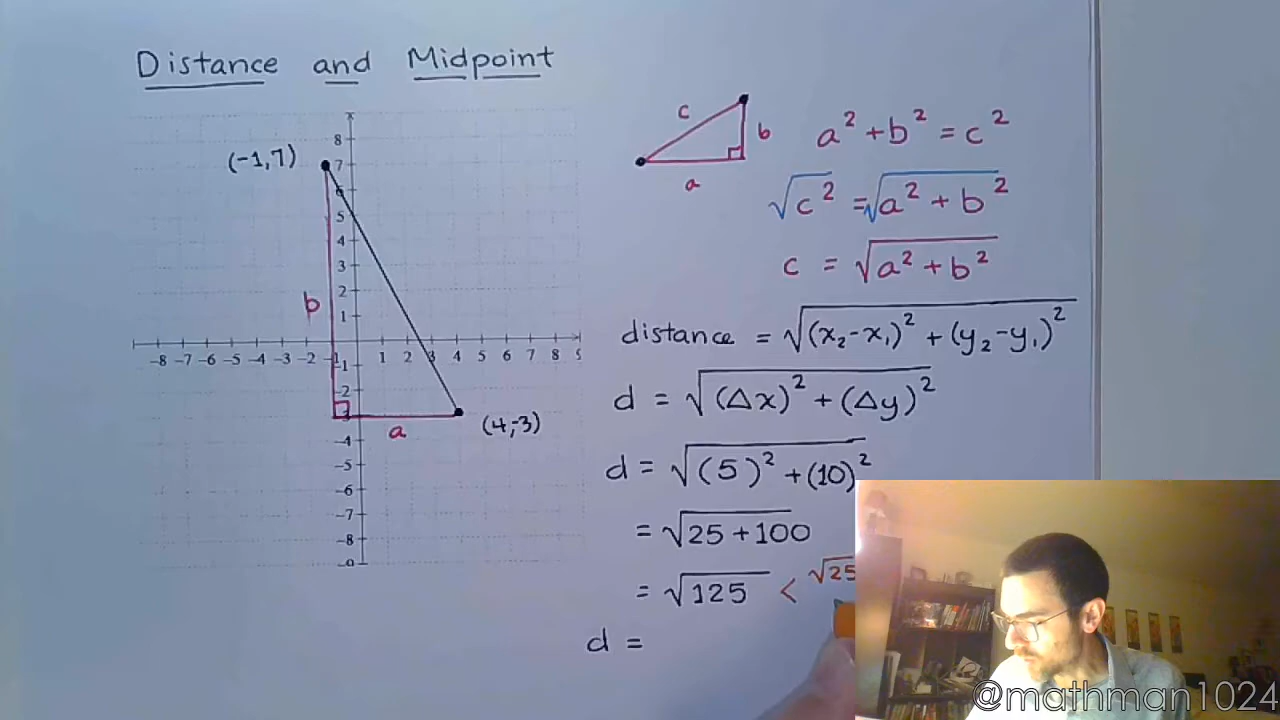 Distance and Midpoint
(-1,7)
8
7
6
5
4
3
2
1
-8 -7 -6 -5 -4 -3 -2 -1 1 2 3 4 5 6 7 8 9
-1
-2
-3
-4
-5
-6
-7
-8
-9
b
a
(4,-3)
c
b
a
a² + b² = c²
√c² = √a² + b²
c = √a² + b²
distance = √(x₂-x₁)² + (y₂-y₁)²
d = √(Δx)² + (Δy)²
d = √(5)² + (10)²
= √25 + 100
= √125 < √25
d =
@mathman1024